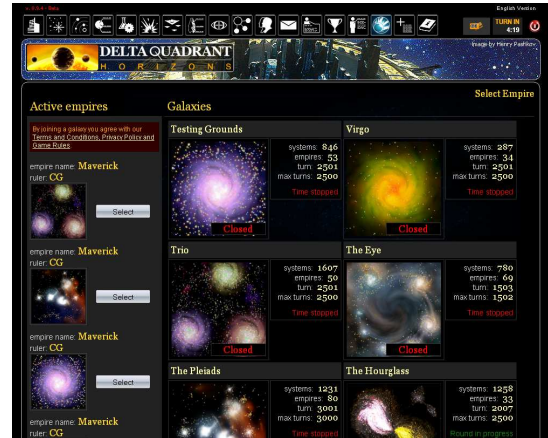 v. 0.9.4 - Beta
English Version
TURN IN
4:19
DELTA QUADRANT
HORIZONS
Image by Henry Pashkov
Select Empire
Active empires
Galaxies
By joining a galaxy you agree with our
Terms and Conditions, Privacy Policy and
Game Rules.
empire name: Maverick
ruler: CG
Select
empire name: Maverick
ruler: CG
Select
empire name: Maverick
ruler: CG
Select
empire name: Maverick
ruler: CG
Testing Grounds
systems: 846
empires: 53
turn: 2501
max turns: 2500
Time stopped
Closed
Virgo
systems: 287
empires: 34
turn: 2501
max turns: 2500
Time stopped
Closed
Trio
systems: 1607
empires: 50
turn: 2501
max turns: 2500
Time stopped
Closed
The Eye
systems: 780
empires: 69
turn: 1503
max turns: 1502
Time stopped
Closed
The Pleiads
systems: 1231
empires: 80
turn: 3001
max turns: 3000
Time stopped
The Hourglass
systems: 1258
empires: 33
turn: 2007
max turns: 2500
Round in progress